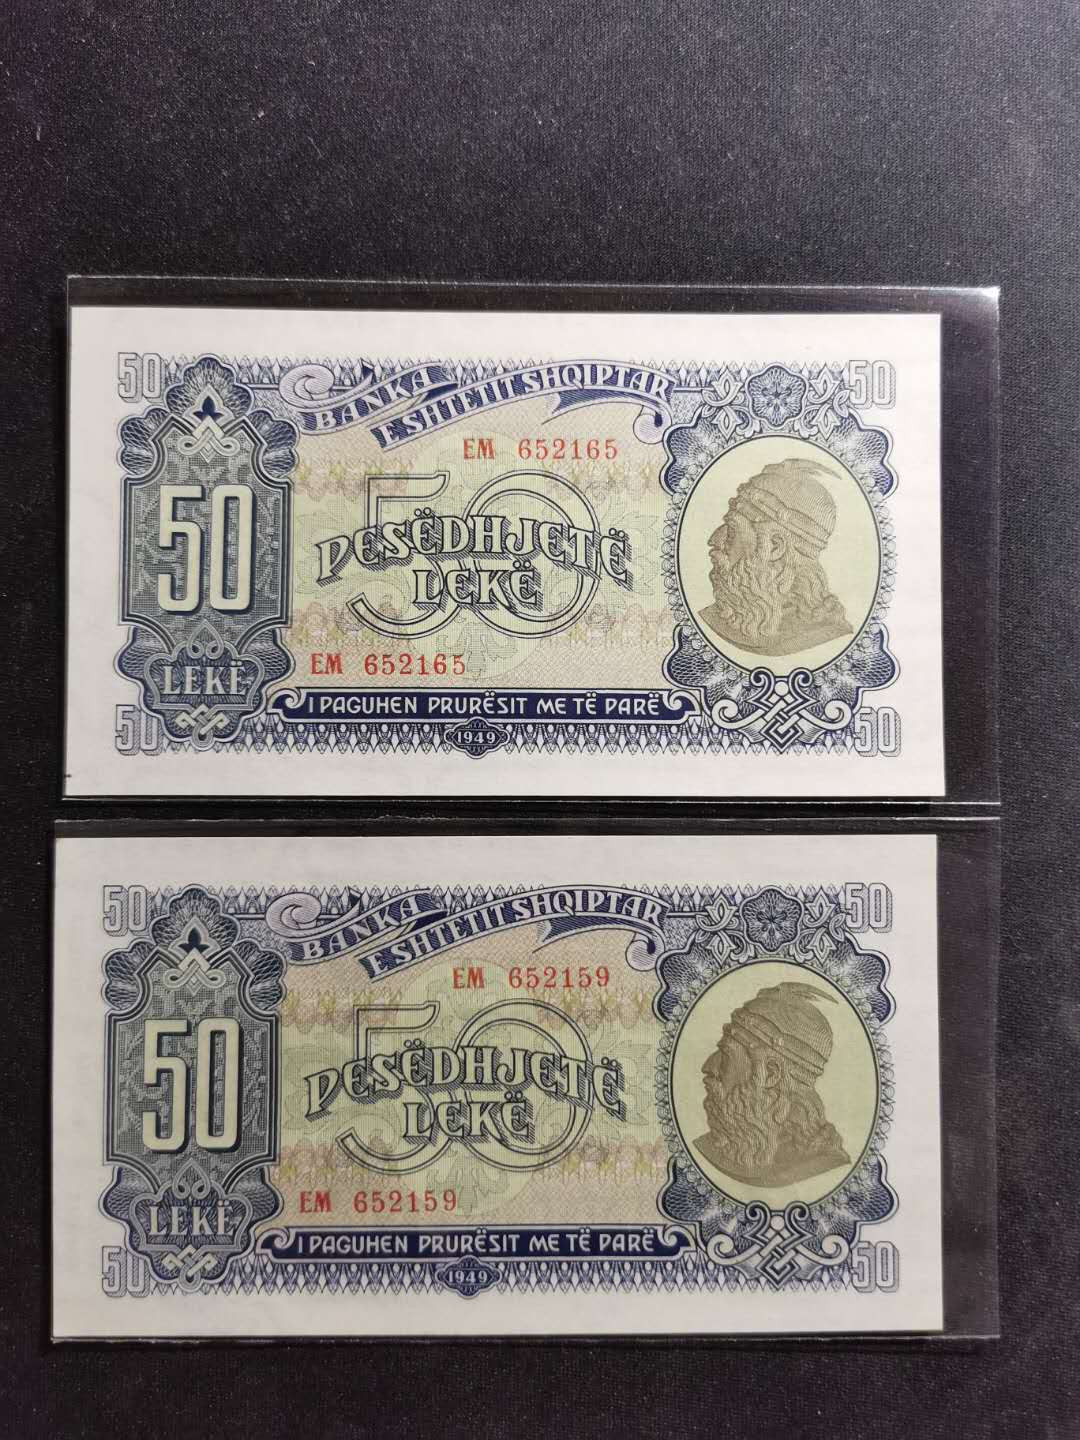 50 50
BANKA
E SHTETIT SHQIPTAR
EM 652165
50 50
PESËDHJETË
LEKË
EM 652165
LEKË
I PAGUHEN PRURËSIT ME TË PARË
50 1949 50
50 50
BANKA
E SHTETIT SHQIPTAR
EM 652159
50 50
PESËDHJETË
LEKË
EM 652159
LEKË
I PAGUHEN PRURËSIT ME TË PARË
50 1949 50